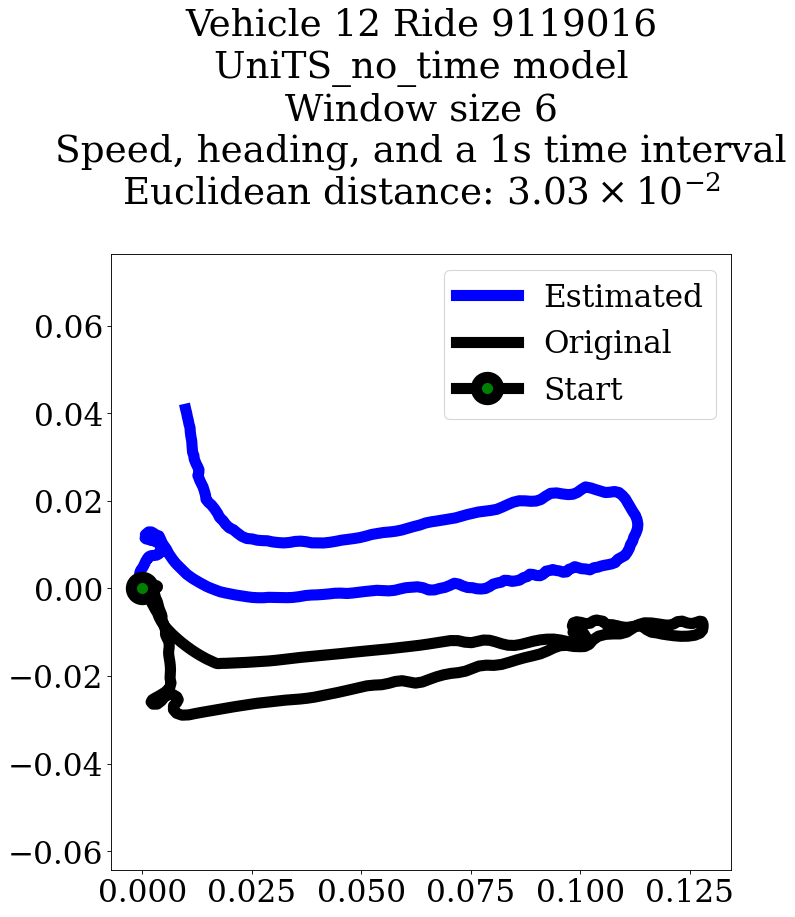 Vehicle 12 Ride 9119016
UniTS_no_time model
Window size 6
Speed, heading, and a 1s time interval
Euclidean distance: 3.03 × 10⁻²
Estimated
Original
Start
0.06
0.04
0.02
0.00
−0.02
−0.04
−0.06
0.000 0.025 0.050 0.075 0.100 0.125